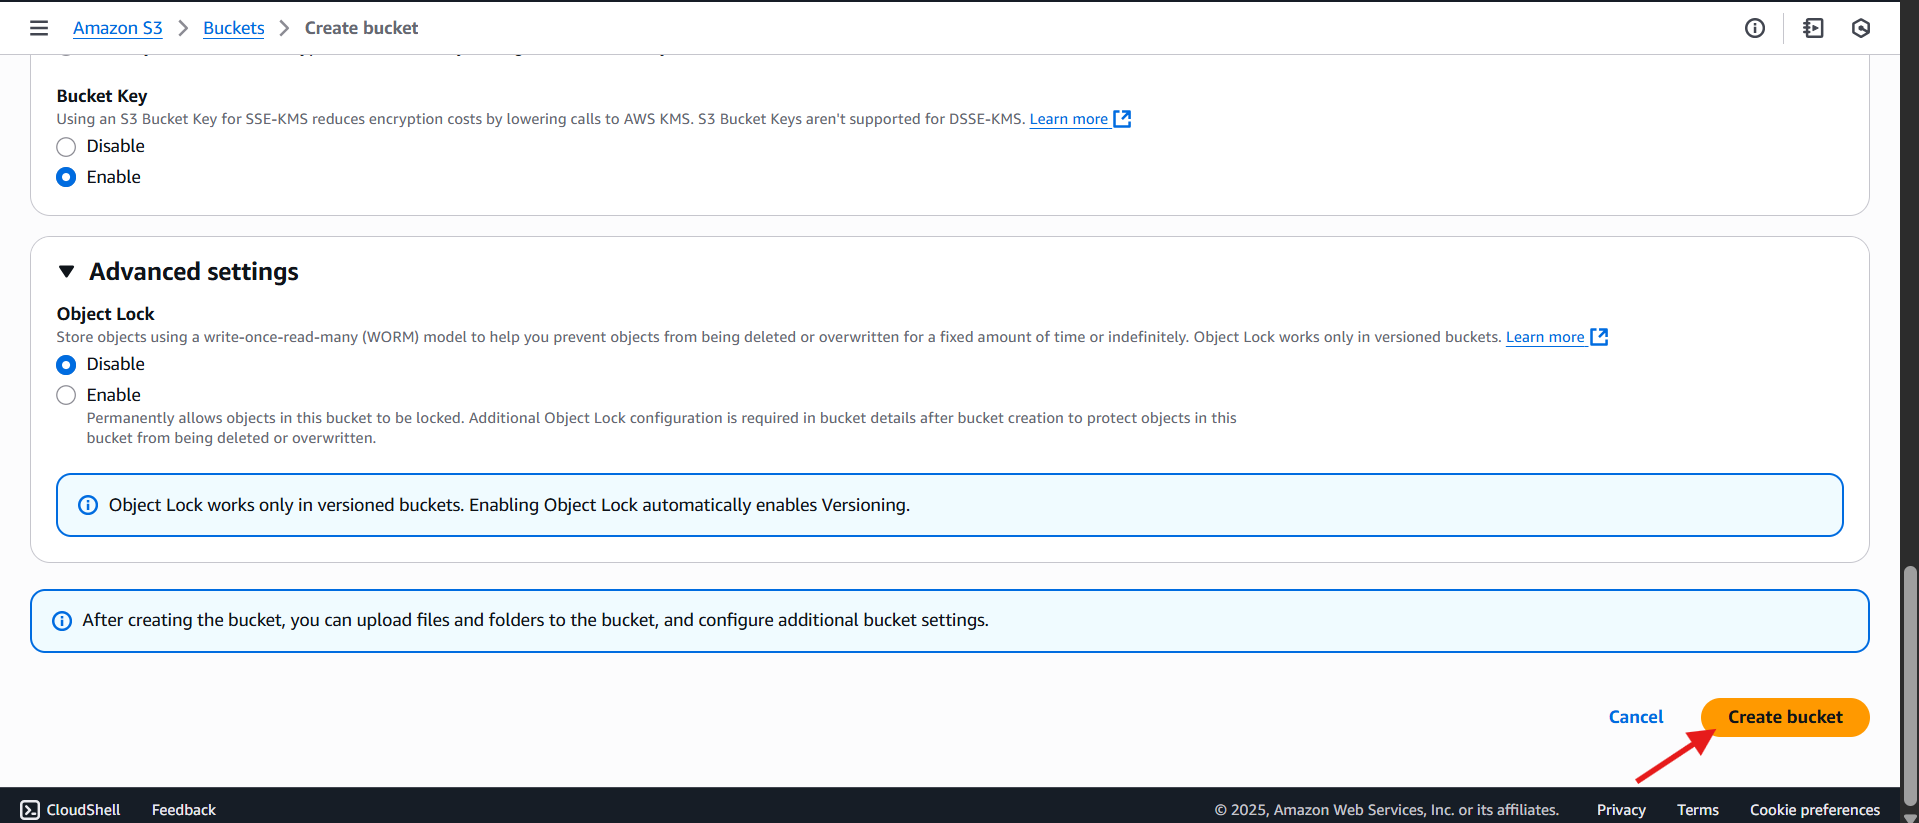 Amazon S3 > Buckets > Create bucket
Bucket Key
Using an S3 Bucket Key for SSE-KMS reduces encryption costs by lowering calls to AWS KMS. S3 Bucket Keys aren't supported for DSSE-KMS. Learn more
Disable
Enable
Advanced settings
Object Lock
Store objects using a write-once-read-many (WORM) model to help you prevent objects from being deleted or overwritten for a fixed amount of time or indefinitely. Object Lock works only in versioned buckets. Learn more
Disable
Enable
Permanently allows objects in this bucket to be locked. Additional Object Lock configuration is required in bucket details after bucket creation to protect objects in this
bucket from being deleted or overwritten.
Object Lock works only in versioned buckets. Enabling Object Lock automatically enables Versioning.
After creating the bucket, you can upload files and folders to the bucket, and configure additional bucket settings.
Cancel Create bucket
CloudShell Feedback © 2025, Amazon Web Services, Inc. or its affiliates. Privacy Terms Cookie preferences